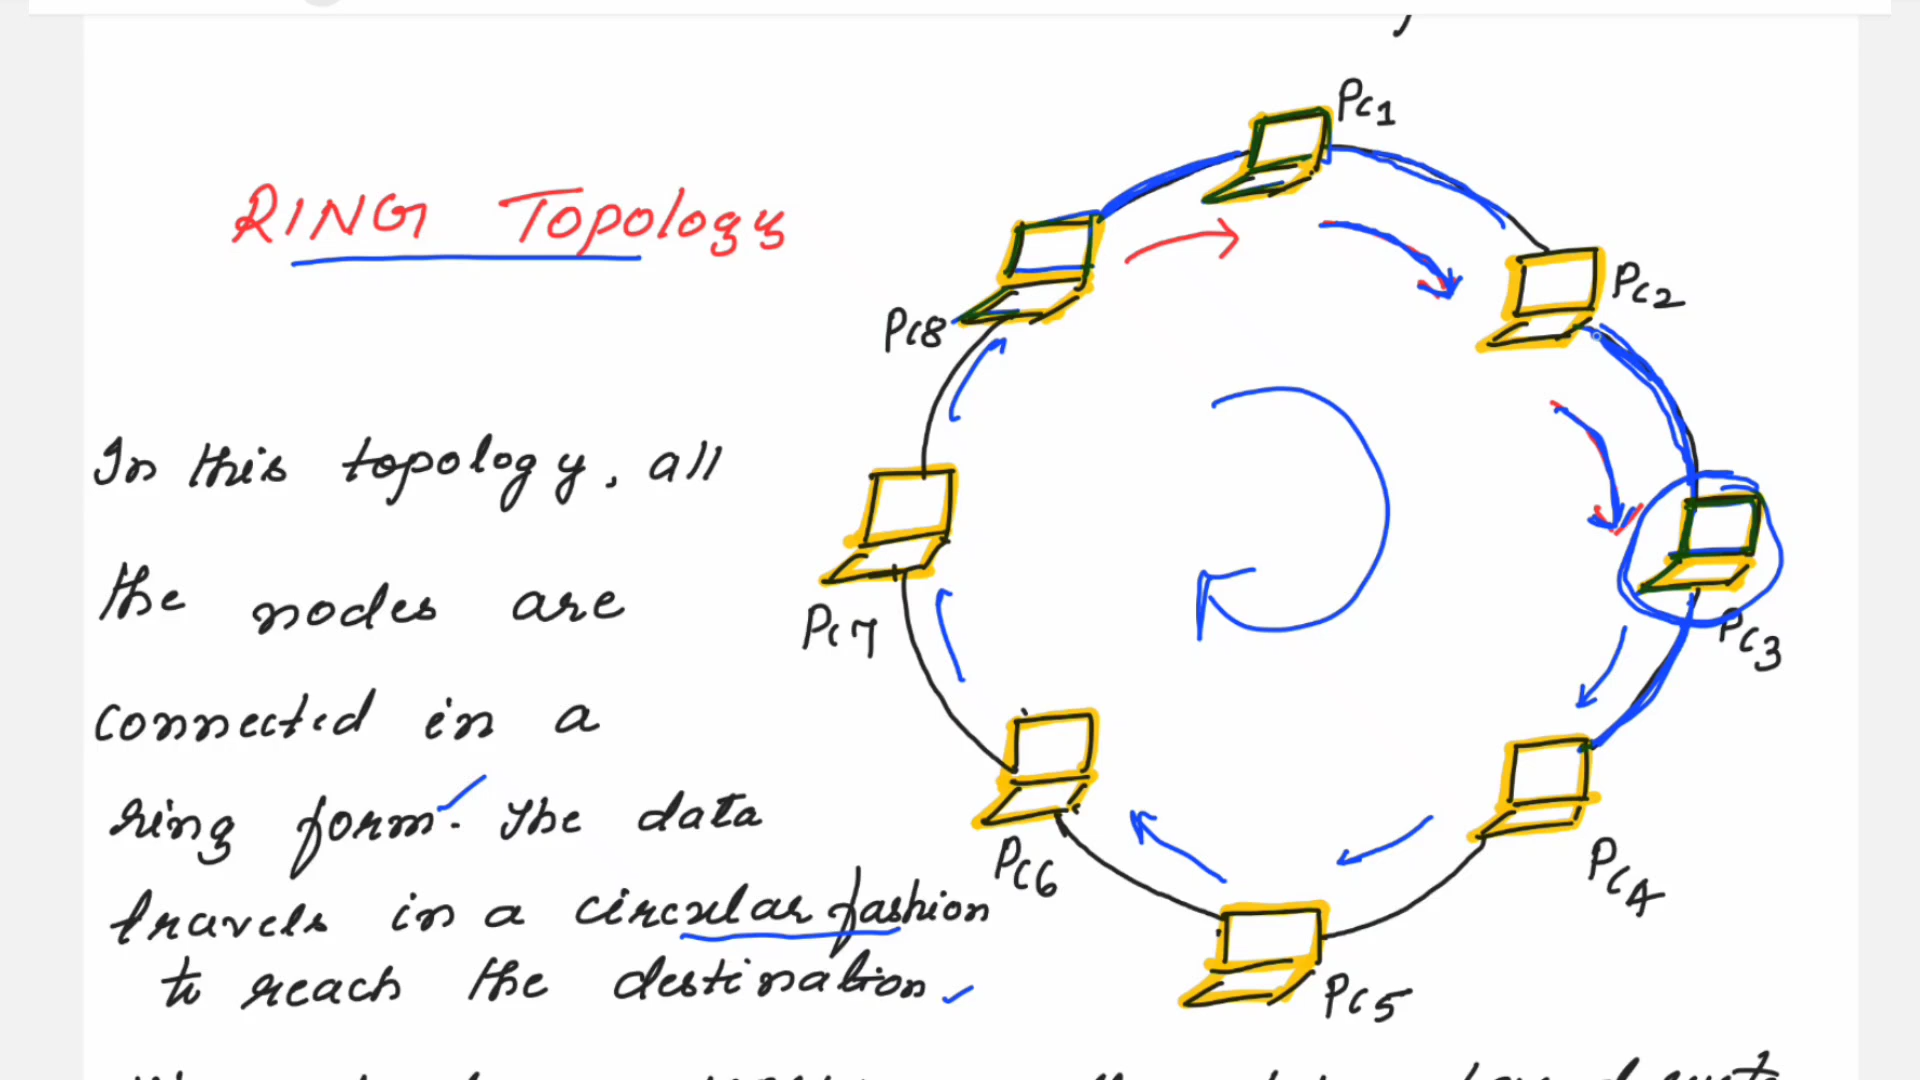 RING Topology
In this topology, all
the nodes are
connected in a
ring form. The data
travels in a circular fashion
to reach the destination
PC1
PC2
PC3
PC4
PC5
PC6
PC7
PC8